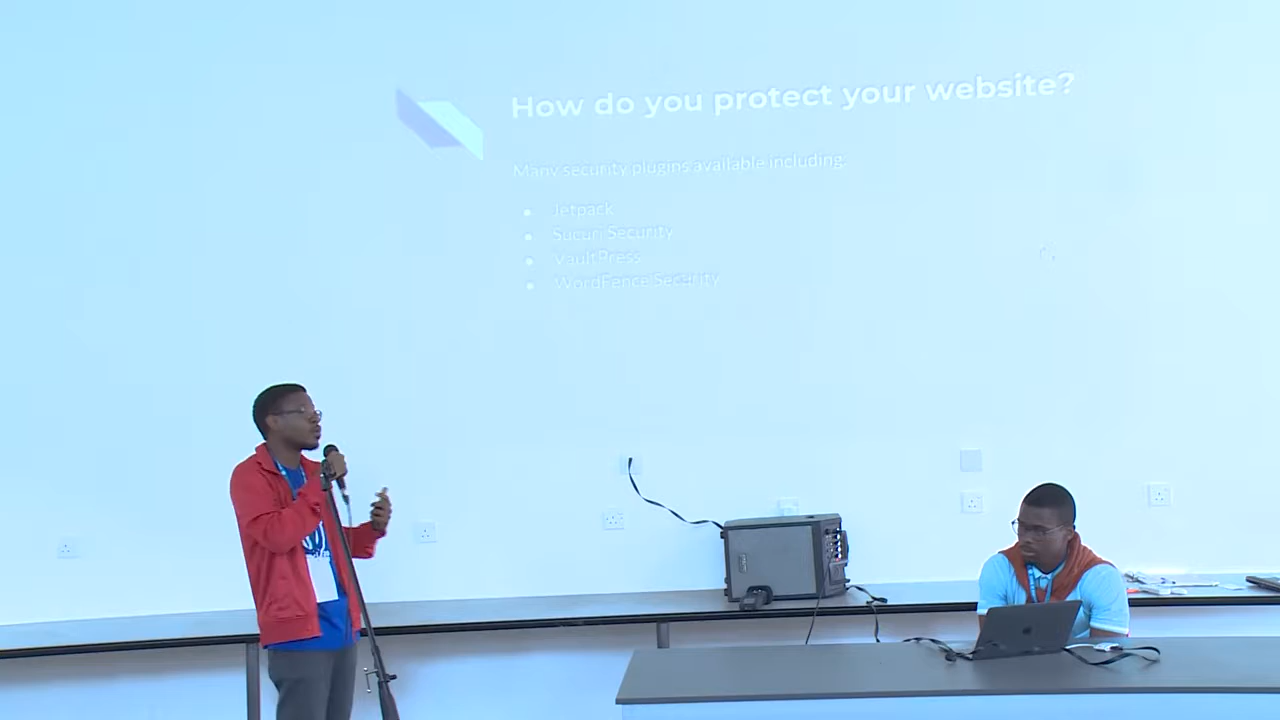 How do you protect your website?
Many security plugins available including:
● Jetpack
● Sucuri Security
● VaultPress
● WordFence Security